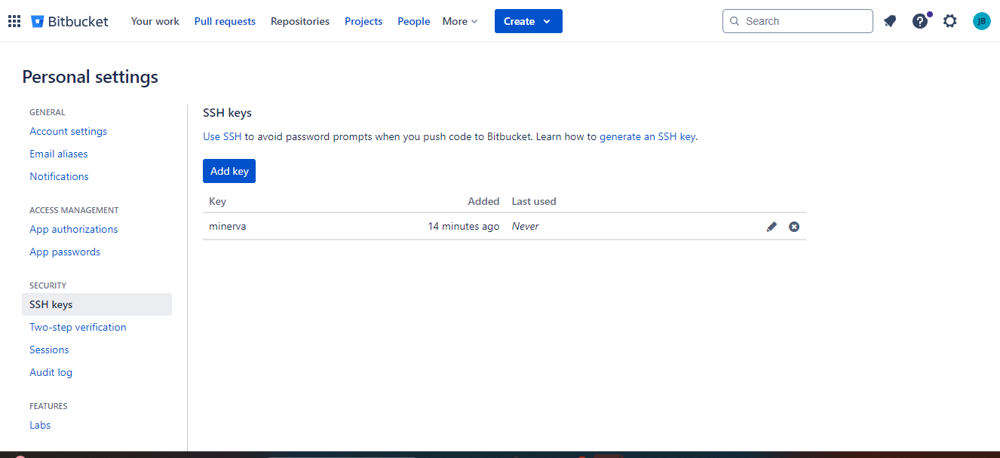 Bitbucket Your work Pull requests Repositories Projects People More Create Search ? JB
Personal settings
GENERAL
Account settings
Email aliases
Notifications
ACCESS MANAGEMENT
App authorizations
App passwords
SECURITY
SSH keys
Two-step verification
Sessions
Audit log
FEATURES
Labs
SSH keys
Use SSH to avoid password prompts when you push code to Bitbucket. Learn how to generate an SSH key.
Add key
Key Added Last used
minerva 14 minutes ago Never